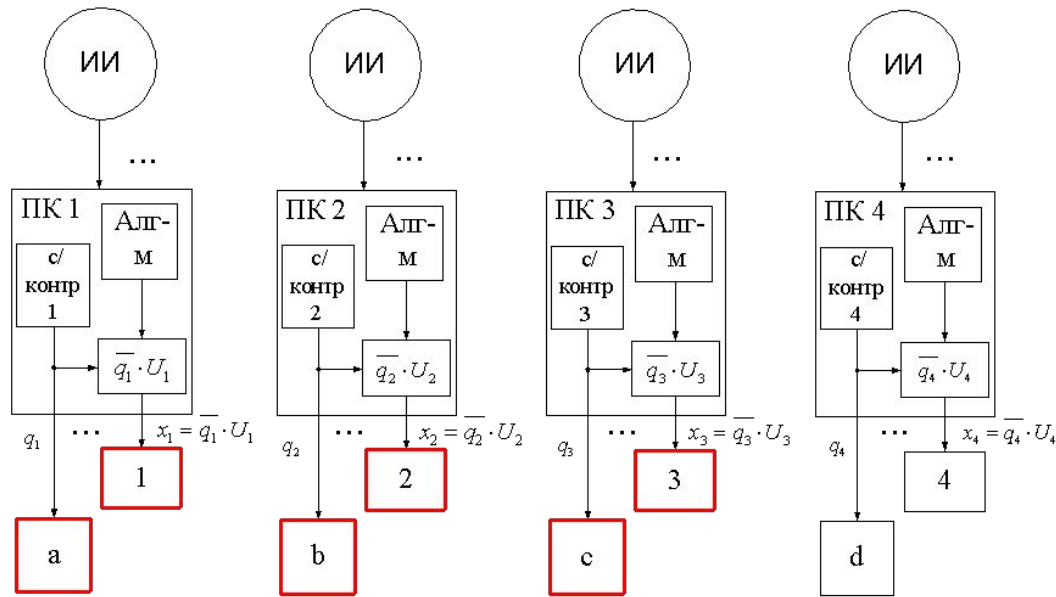 ИИ
...
ПК 1
Алг-
м
с/
контр
1
q̅₁ · U₁
q₁
...
x₁ = q̅₁ · U₁
1
a
ИИ
...
ПК 2
Алг-
м
с/
контр
2
q̅₂ · U₂
q₂
...
x₂ = q̅₂ · U₂
2
b
ИИ
...
ПК 3
Алг-
м
с/
контр
3
q̅₃ · U₃
q₃
...
x₃ = q̅₃ · U₃
3
c
ИИ
...
ПК 4
Алг-
м
с/
контр
4
q̅₄ · U₄
q₄
...
x₄ = q̅₄ · U₄
4
d